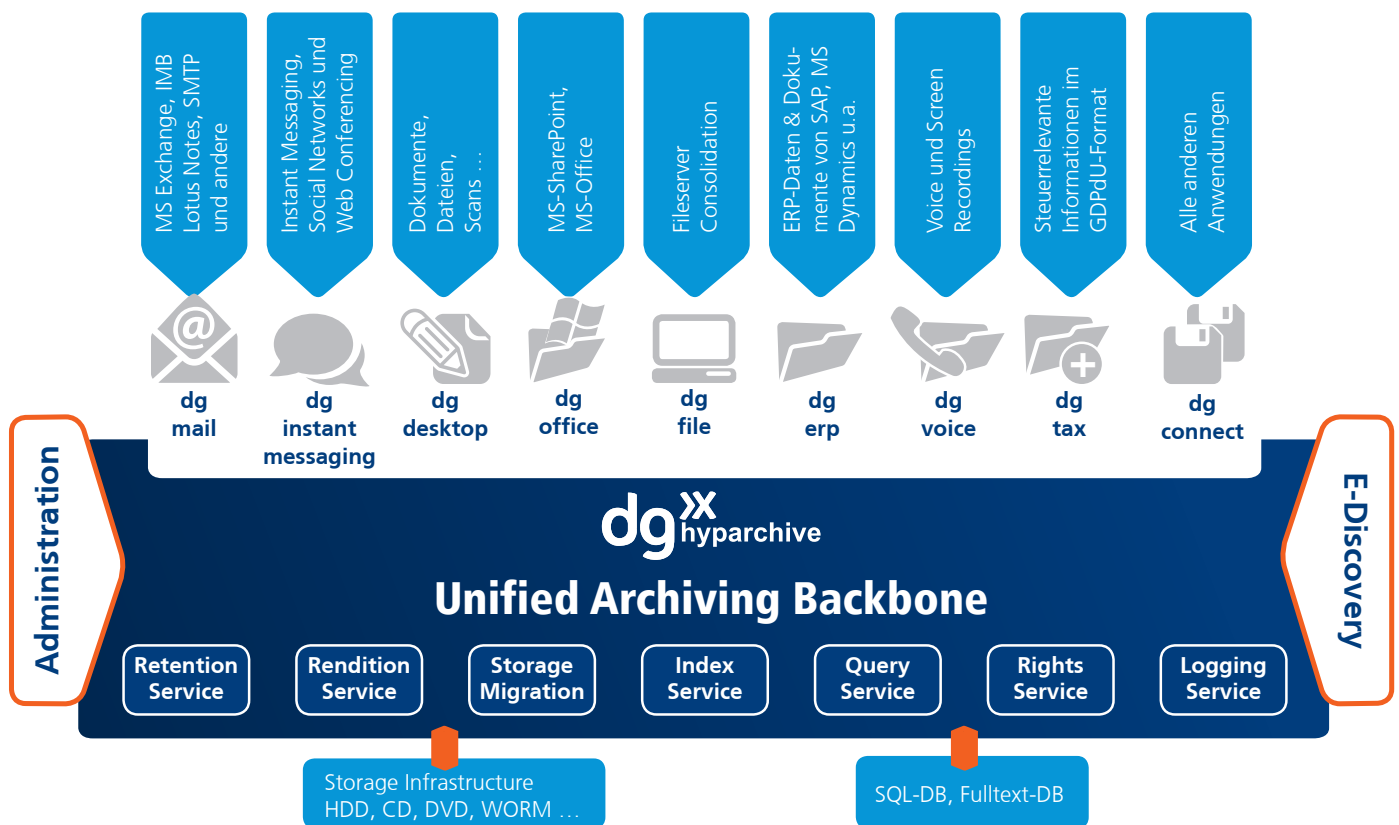 MS Exchange, IMB
Lotus Notes, SMTP
und andere
Instant Messaging,
Social Networks und
Web Conferencing
Dokumente,
Dateien,
Scans …
MS-SharePoint,
MS-Office
Fileserver
Consolidation
ERP-Daten & Doku-
mente von SAP, MS
Dynamics u.a.
Voice und Screen
Recordings
Steuerrelevante
Informationen im
GDPdU-Format
Alle anderen
Anwendungen
@
dg
mail
dg
instant
messaging
dg
desktop
dg
office
dg
file
dg
erp
dg
voice
dg
tax
dg
connect
Administration
E-Discovery
dg hyparchive
Unified Archiving Backbone
Retention
Service
Rendition
Service
Storage
Migration
Index
Service
Query
Service
Rights
Service
Logging
Service
Storage Infrastructure
HDD, CD, DVD, WORM …
SQL-DB, Fulltext-DB